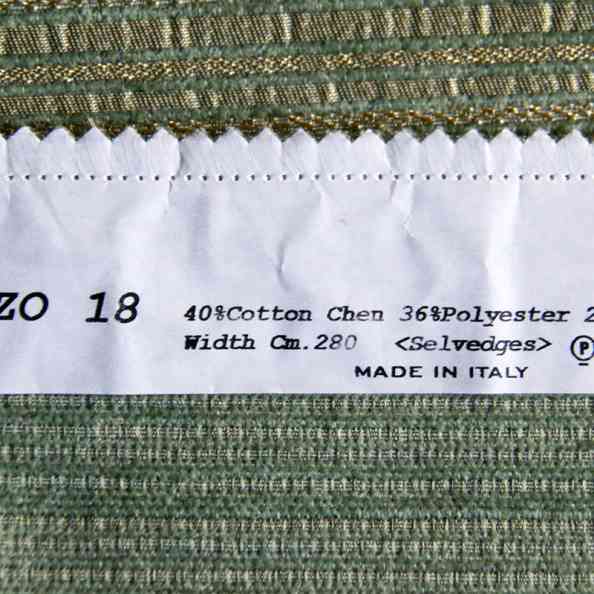 ZO 18
40%Cotton Chen 36%Polyester 2
Width Cm.280 <Selvedges> P
MADE IN ITALY